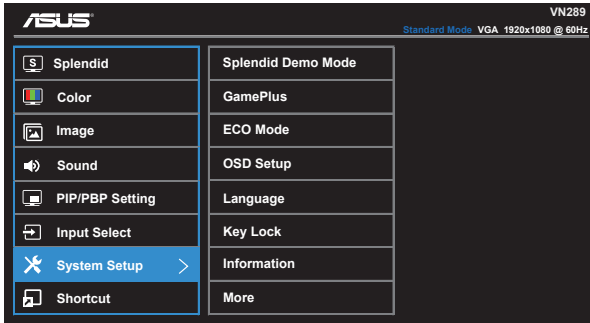 ASUS
VN289
Standard Mode VGA 1920x1080 @ 60Hz
S Splendid
Color
Image
Sound
PIP/PBP Setting
Input Select
System Setup >
Shortcut
Splendid Demo Mode
GamePlus
ECO Mode
OSD Setup
Language
Key Lock
Information
More